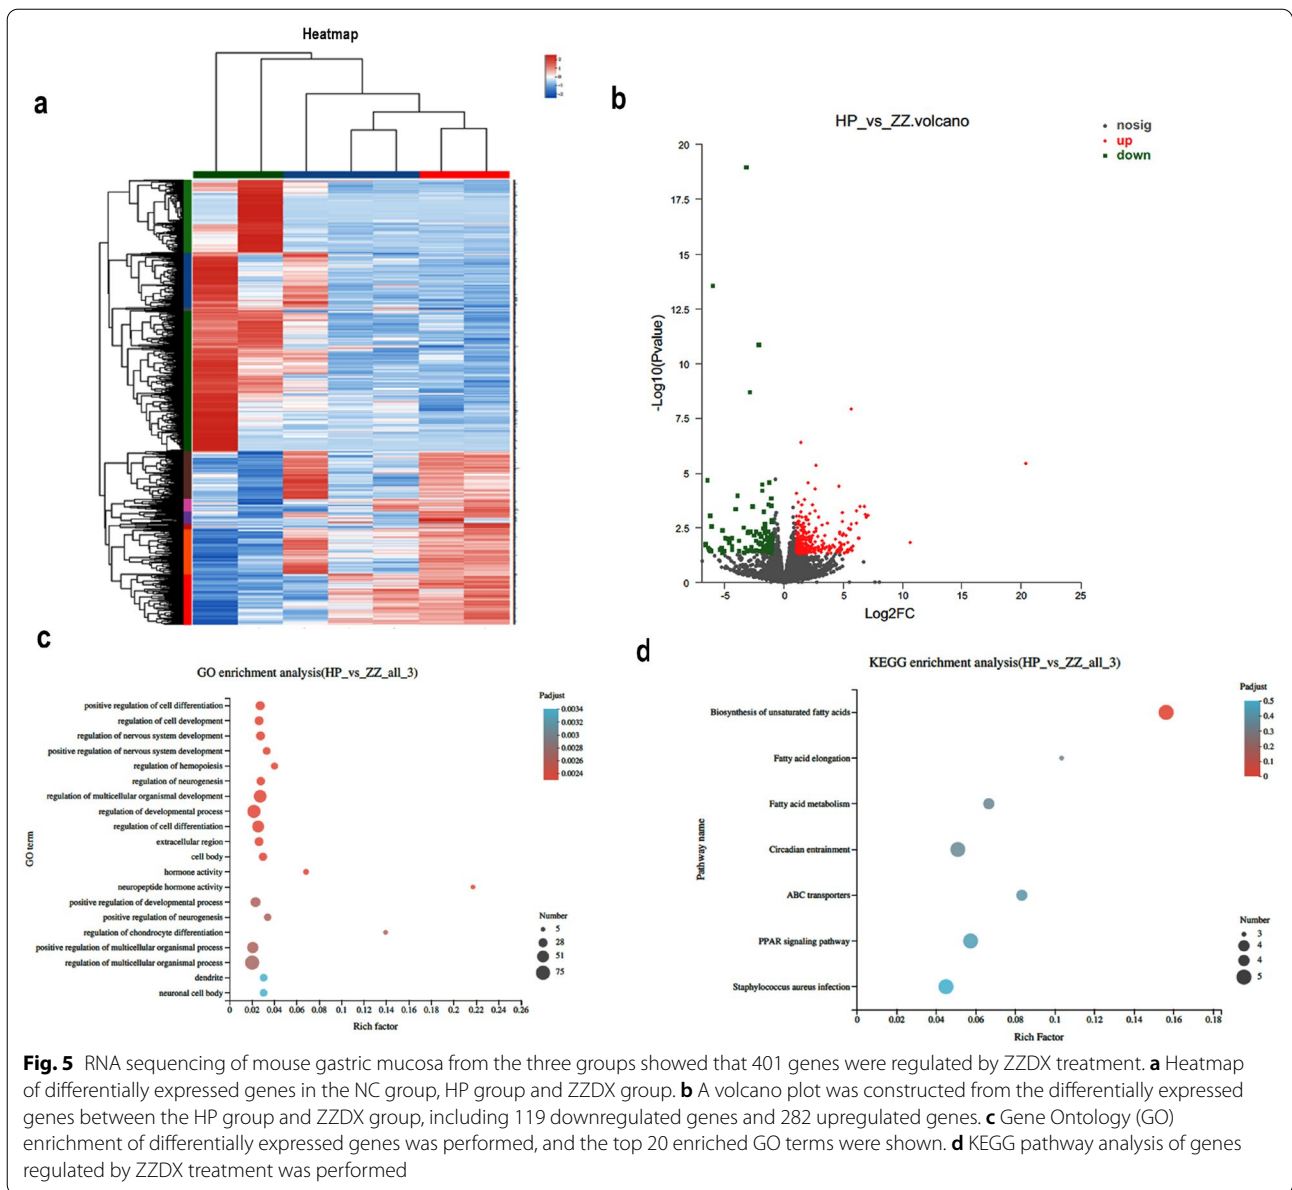 Heatmap
a
2
1
0
-1
-2
b
HP_vs_ZZ.volcano
nosig
up
down
20
17.5
15
12.5
10
7.5
5
2.5
0
-Log10(Pvalue)
-5 0 5 10 15 20 25
Log2FC
c
GO enrichment analysis(HP_vs_ZZ_all_3)
GO term
positive regulation of cell differentiation
regulation of cell development
regulation of nervous system development
positive regulation of nervous system development
regulation of hemopoiesis
regulation of neurogenesis
regulation of multicellular organismal development
regulation of developmental process
regulation of cell differentiation
extracellular region
cell body
hormone activity
neuropeptide hormone activity
positive regulation of developmental process
positive regulation of neurogenesis
regulation of chondrocyte differentiation
positive regulation of multicellular organismal process
regulation of multicellular organismal process
dendrite
neuronal cell body
0 0.02 0.04 0.06 0.08 0.1 0.12 0.14 0.16 0.18 0.2 0.22 0.24 0.26
Rich factor
Padjust
0.0034
0.0032
0.003
0.0028
0.0026
0.0024
Number
5
28
51
75
d
KEGG enrichment analysis(HP_vs_ZZ_all_3)
Pathway name
Biosynthesis of unsaturated fatty acids
Fatty acid elongation
Fatty acid metabolism
Circadian entrainment
ABC transporters
PPAR signaling pathway
Staphylococcus aureus infection
0 0.02 0.04 0.06 0.08 0.1 0.12 0.14 0.16 0.18
Rich Factor
Padjust
0.5
0.4
0.3
0.2
0.1
0
Number
3
4
4
5
Fig. 5 RNA sequencing of mouse gastric mucosa from the three groups showed that 401 genes were regulated by ZZDX treatment. a Heatmap
of differentially expressed genes in the NC group, HP group and ZZDX group. b A volcano plot was constructed from the differentially expressed
genes between the HP group and ZZDX group, including 119 downregulated genes and 282 upregulated genes. c Gene Ontology (GO)
enrichment of differentially expressed genes was performed, and the top 20 enriched GO terms were shown. d KEGG pathway analysis of genes
regulated by ZZDX treatment was performed